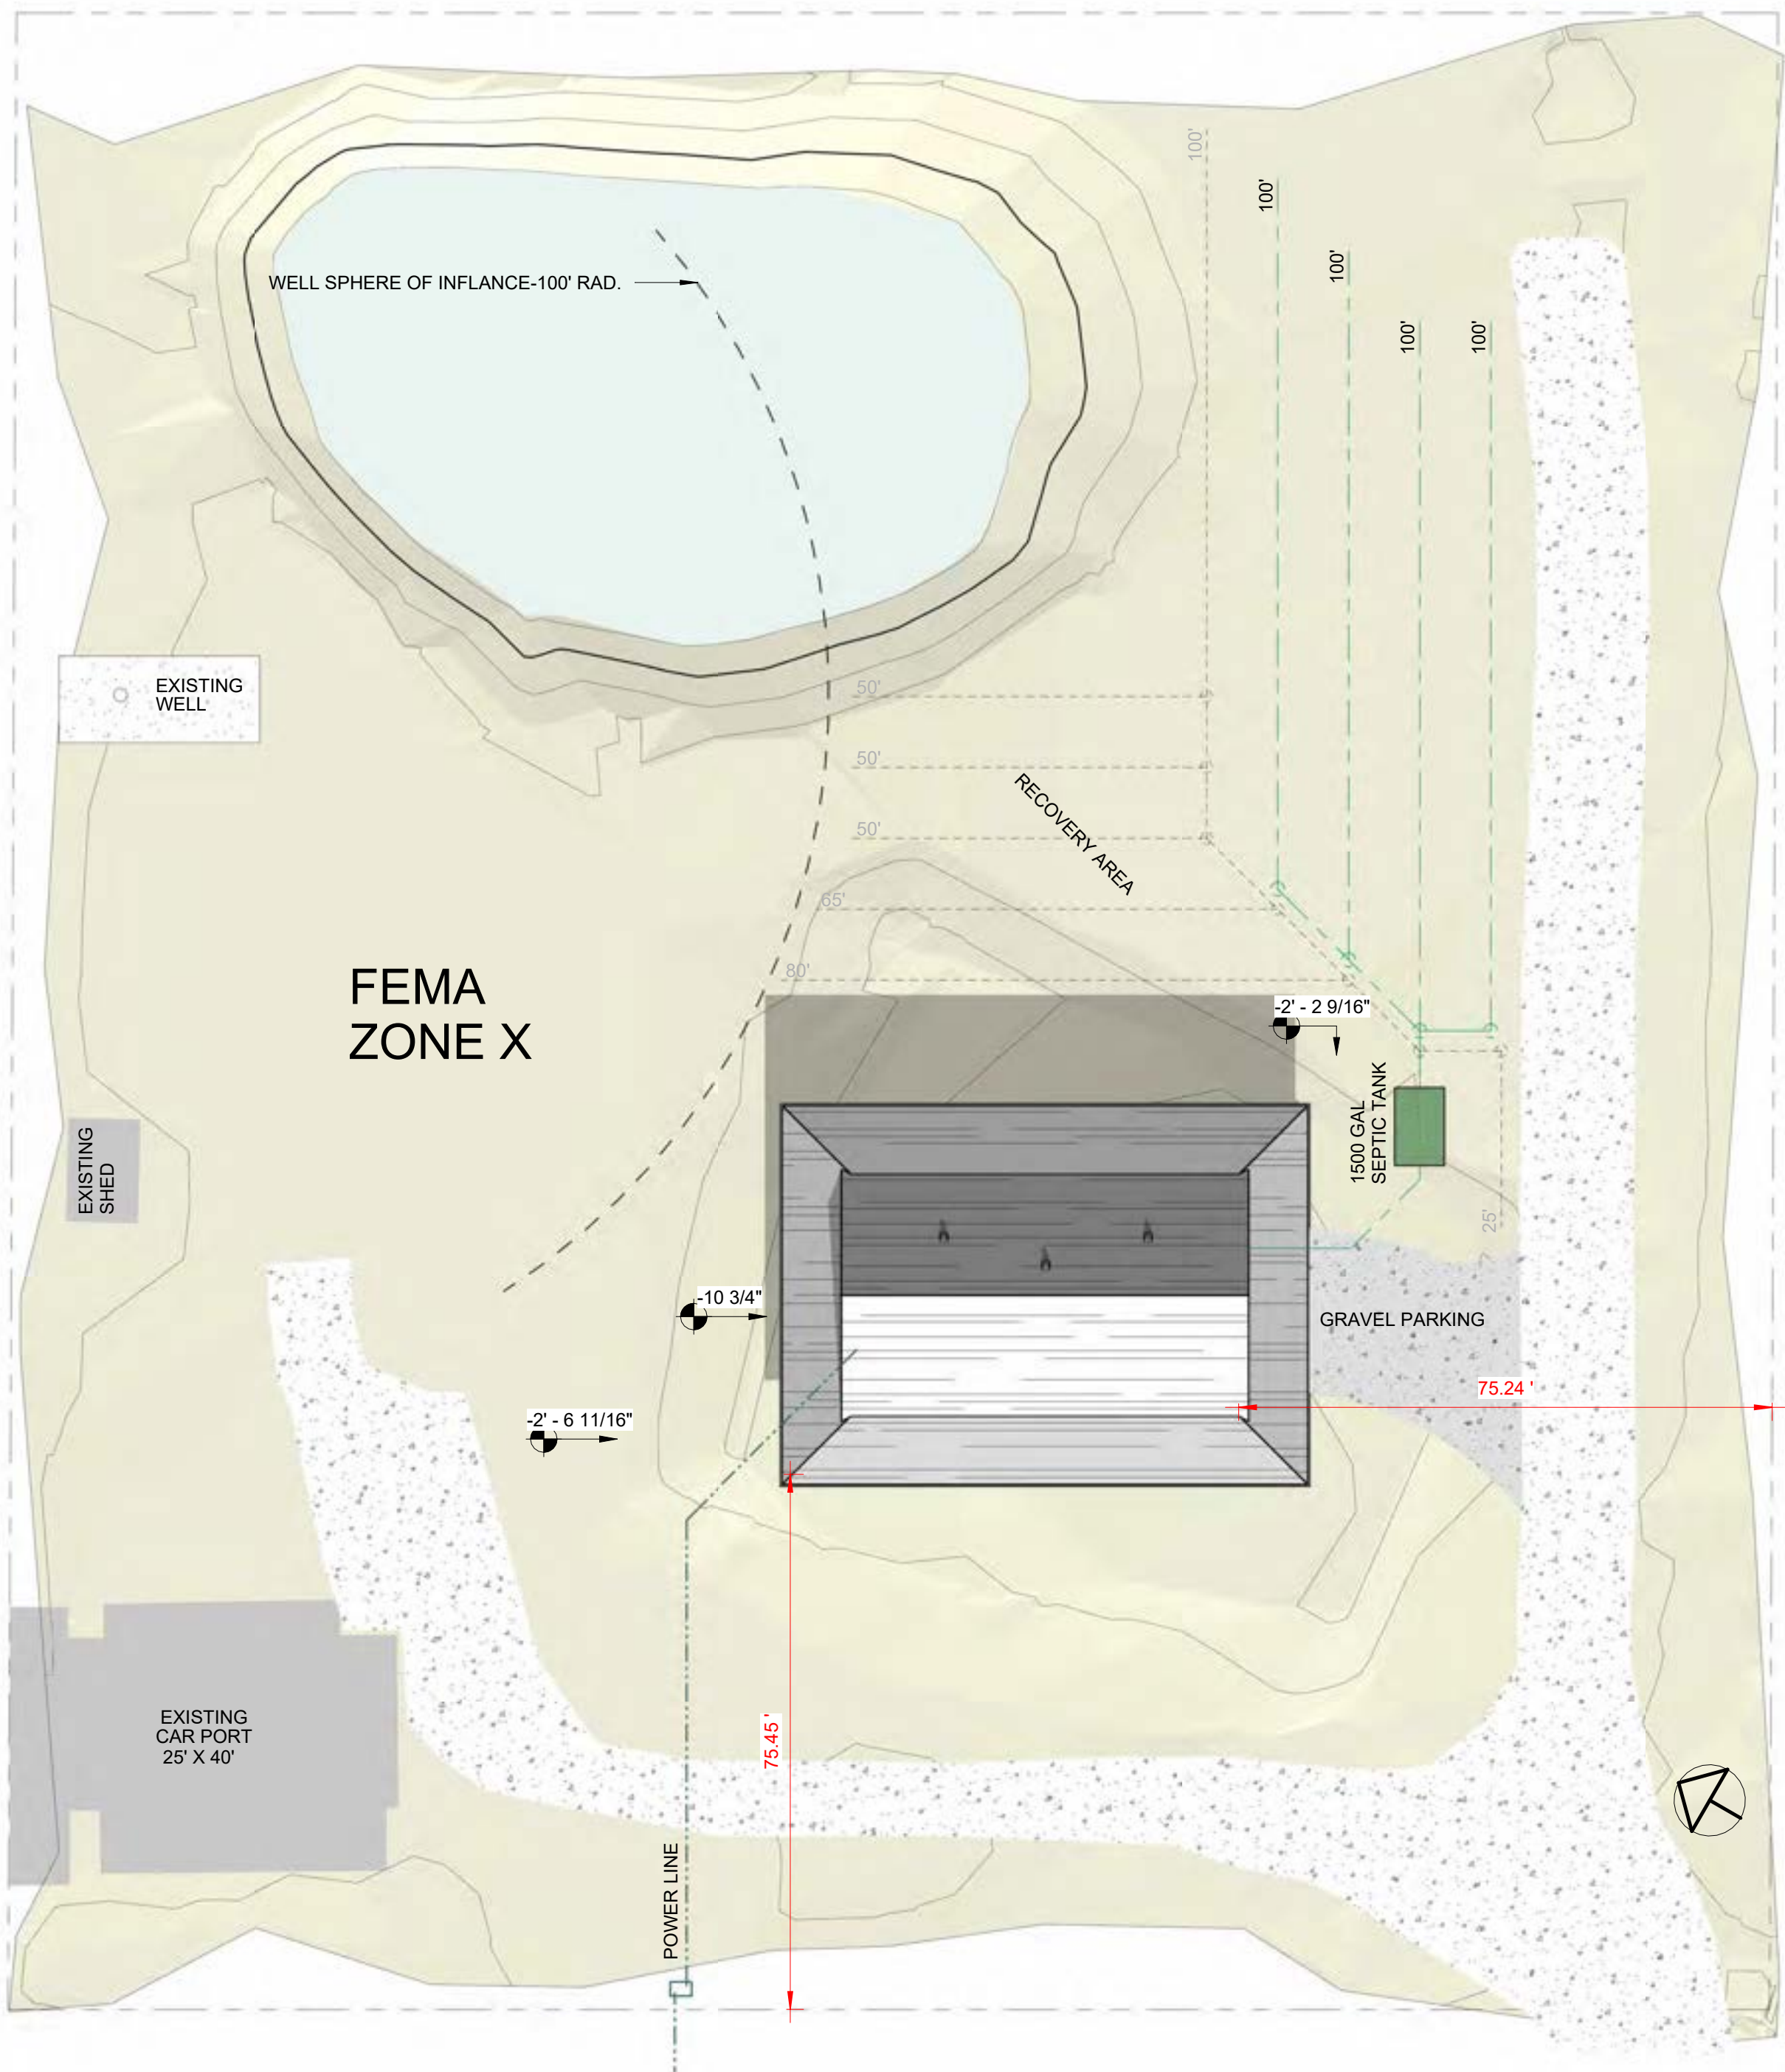 100'
100'
100'
100'
100'
WELL SPHERE OF INFLANCE-100' RAD.
EXISTING
WELL
50'
50'
50'
RECOVERY AREA
65'
80'
FEMA
ZONE X
-2' - 2 9/16"
1500 GAL
SEPTIC TANK
EXISTING
SHED
25'
-10 3/4"
GRAVEL PARKING
75.24 '
-2' - 6 11/16"
EXISTING
CAR PORT
25' X 40'
75.45 '
POWER LINE